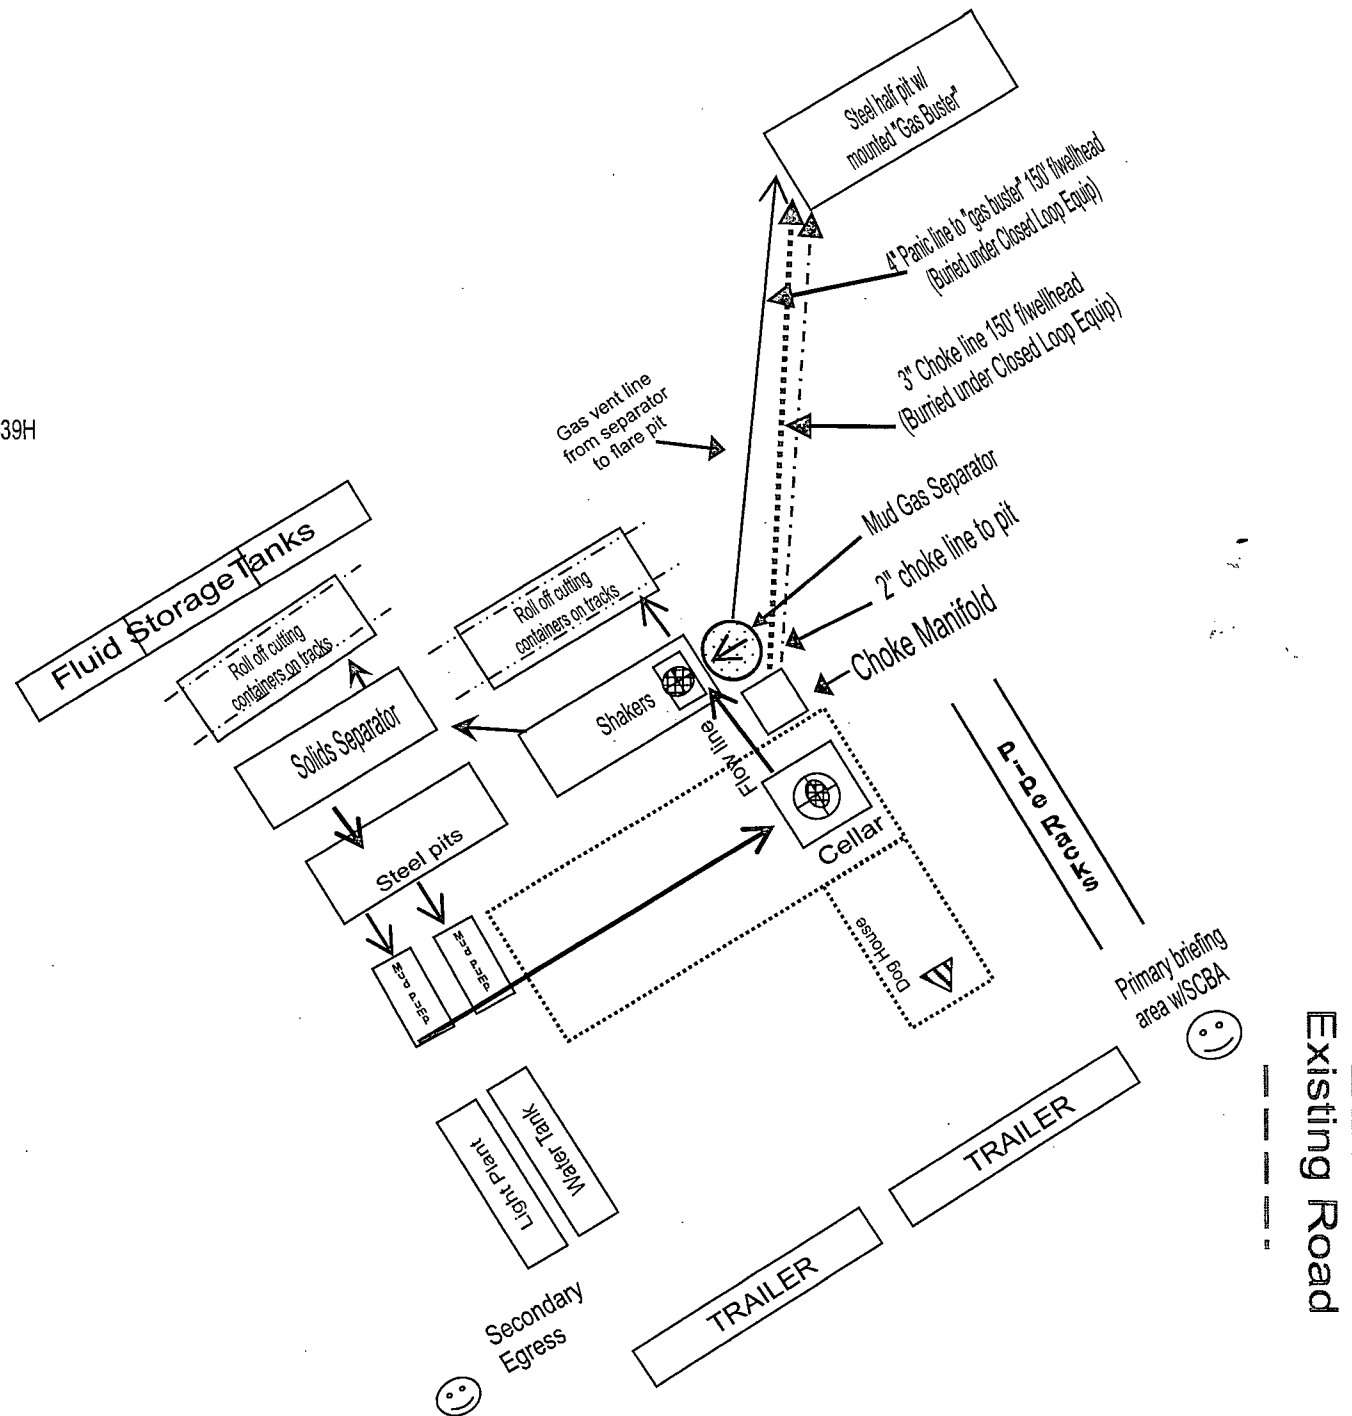 Steel half pit w/
mounted "Gas Buster"
4" Panic line to "gas buster" 150' f/wellhead
(Buried under Closed Loop Equip)
3" Choke line 150' f/wellhead
(Burried under Closed Loop Equip)
Gas vent line
from separator
to flare pit
39H
Mud Gas Separator
2" choke line to pit
Choke Manifold
Fluid StorageTanks
Roll off cutting
containers on tracks
Roll off cutting
containers on tracks
Shakers
Solids Separator
Flow line
Steel pits
Cellar
Pipe Racks
Mud Pump
Mud Pump
Dog House
Primary briefing
area w/SCBA
Existing Road
Water Tank
Light Plant
TRAILER
TRAILER
Secondary
Egress